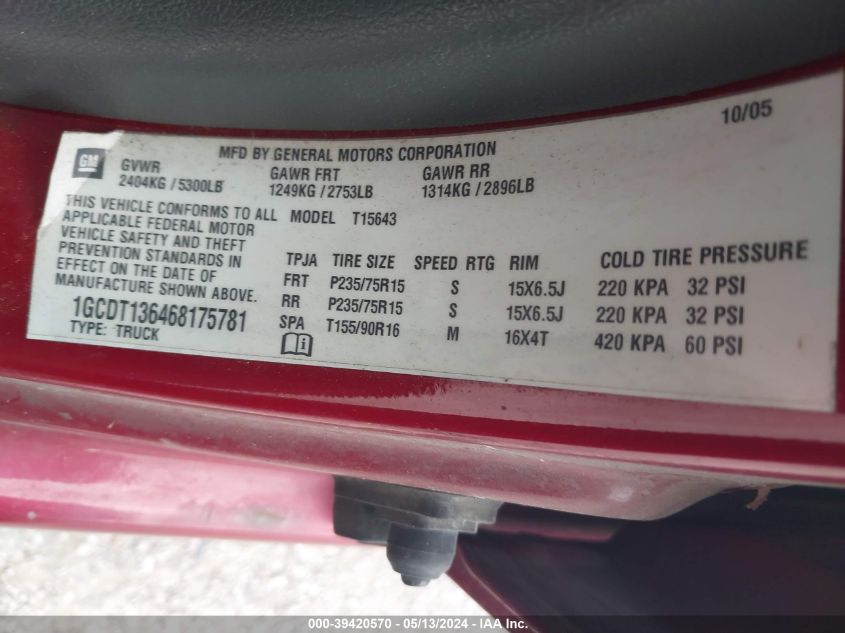 10/05
MFD BY GENERAL MOTORS CORPORATION
GM
GVWR GAWR FRT GAWR RR
2404KG / 5300LB 1249KG / 2753LB 1314KG / 2896LB
THIS VEHICLE CONFORMS TO ALL
APPLICABLE FEDERAL MOTOR
VEHICLE SAFETY AND THEFT
PREVENTION STANDARDS IN
EFFECT ON THE DATE OF
MANUFACTURE SHOWN ABOVE.
1GCDT136468175781
TYPE: TRUCK
MODEL T15643
TPJA TIRE SIZE SPEED RTG RIM COLD TIRE PRESSURE
FRT P235/75R15 S 15X6.5J 220 KPA 32 PSI
RR P235/75R15 S 15X6.5J 220 KPA 32 PSI
SPA T155/90R16 M 16X4T 420 KPA 60 PSI
000-39420570 - 05/13/2024 - IAA Inc.